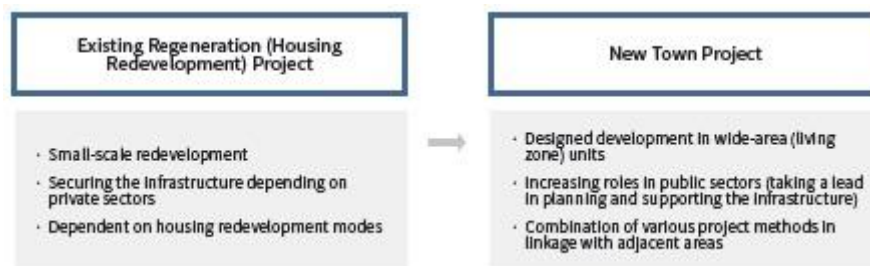 Existing Regeneration (Housing
Redevelopment) Project
· Small-scale redevelopment
· Securing the infrastructure depending on
private sectors
· Dependent on housing redevelopment modes
New Town Project
· Designed development in wide-area (living
zone) units
· Increasing roles in public sectors (taking a lead
in planning and supporting the infrastructure)
· Combination of various project methods in
linkage with adjacent areas